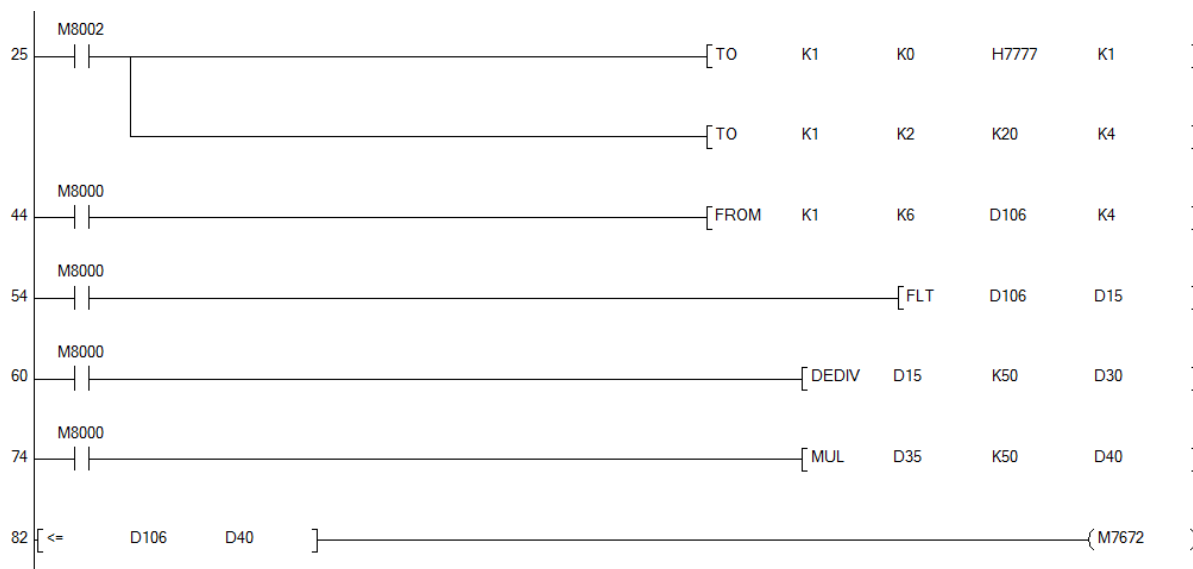 M8002
25 [TO K1 K0 H7777 K1 ]
[TO K1 K2 K20 K4 ]
M8000
44 [FROM K1 K6 D106 K4 ]
M8000
54 [FLT D106 D15 ]
M8000
60 [DEDIV D15 K50 D30 ]
M8000
74 [MUL D35 K50 D40 ]
82 [<= D106 D40 ] (M7672 )